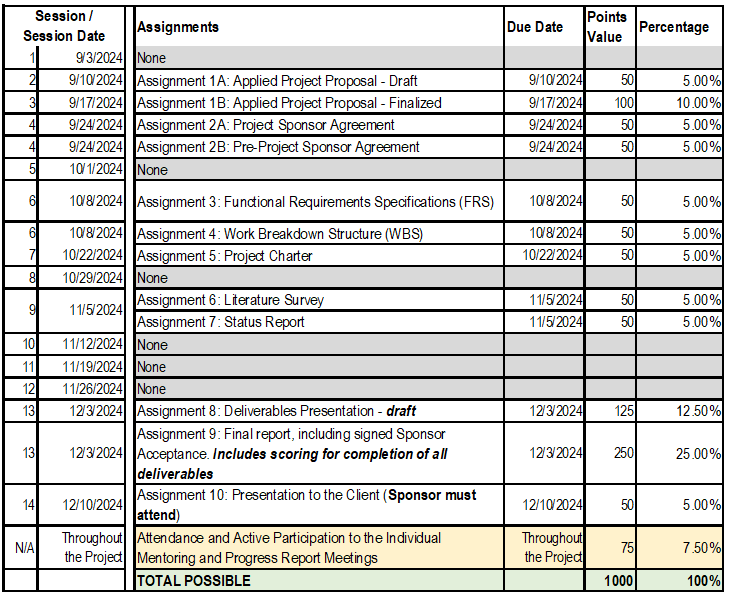 Session / Session Date Assignments Due Date Points Value Percentage
1 9/3/2024 None
2 9/10/2024 Assignment 1A: Applied Project Proposal - Draft 9/10/2024 50 5.00%
3 9/17/2024 Assignment 1B: Applied Project Proposal - Finalized 9/17/2024 100 10.00%
4 9/24/2024 Assignment 2A: Project Sponsor Agreement 9/24/2024 50 5.00%
4 9/24/2024 Assignment 2B: Pre-Project Sponsor Agreement 9/24/2024 50 5.00%
5 10/1/2024 None
6 10/8/2024 Assignment 3: Functional Requirements Specifications (FRS) 10/8/2024 50 5.00%
6 10/8/2024 Assignment 4: Work Breakdown Structure (WBS) 10/8/2024 50 5.00%
7 10/22/2024 Assignment 5: Project Charter 10/22/2024 50 5.00%
8 10/29/2024 None
9 11/5/2024 Assignment 6: Literature Survey 11/5/2024 50 5.00%
Assignment 7: Status Report 11/5/2024 50 5.00%
10 11/12/2024 None
11 11/19/2024 None
12 11/26/2024 None
13 12/3/2024 Assignment 8: Deliverables Presentation - draft 12/3/2024 125 12.50%
13 12/3/2024 Assignment 9: Final report, including signed Sponsor
Acceptance. Includes scoring for completion of all
deliverables 12/3/2024 250 25.00%
14 12/10/2024 Assignment 10: Presentation to the Client (Sponsor must
attend) 12/10/2024 50 5.00%
N/A Throughout the Project Attendance and Active Participation to the Individual
Mentoring and Progress Report Meetings Throughout the Project 75 7.50%
TOTAL POSSIBLE 1000 100%